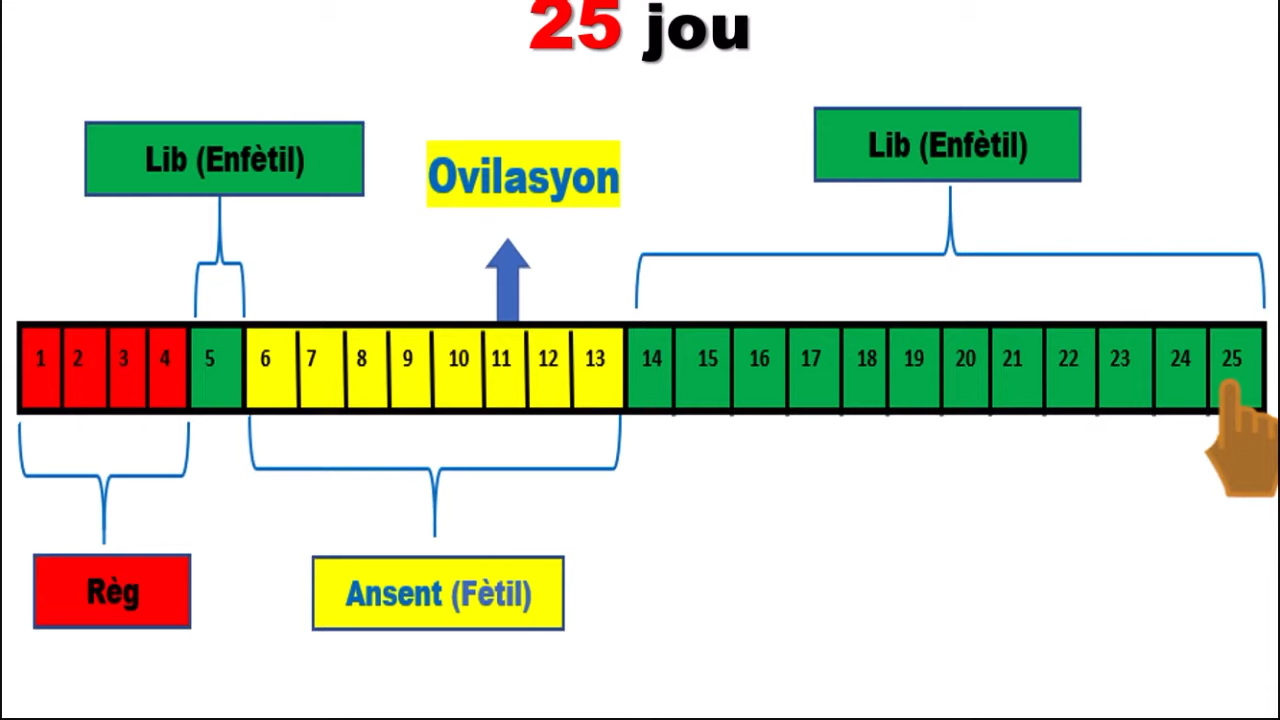 25 jou
Lib (Enfètil)
Ovilasyon
Lib (Enfètil)
1 2 3 4 5 6 7 8 9 10 11 12 13 14 15 16 17 18 19 20 21 22 23 24 25
Règ
Ansent (Fètil)